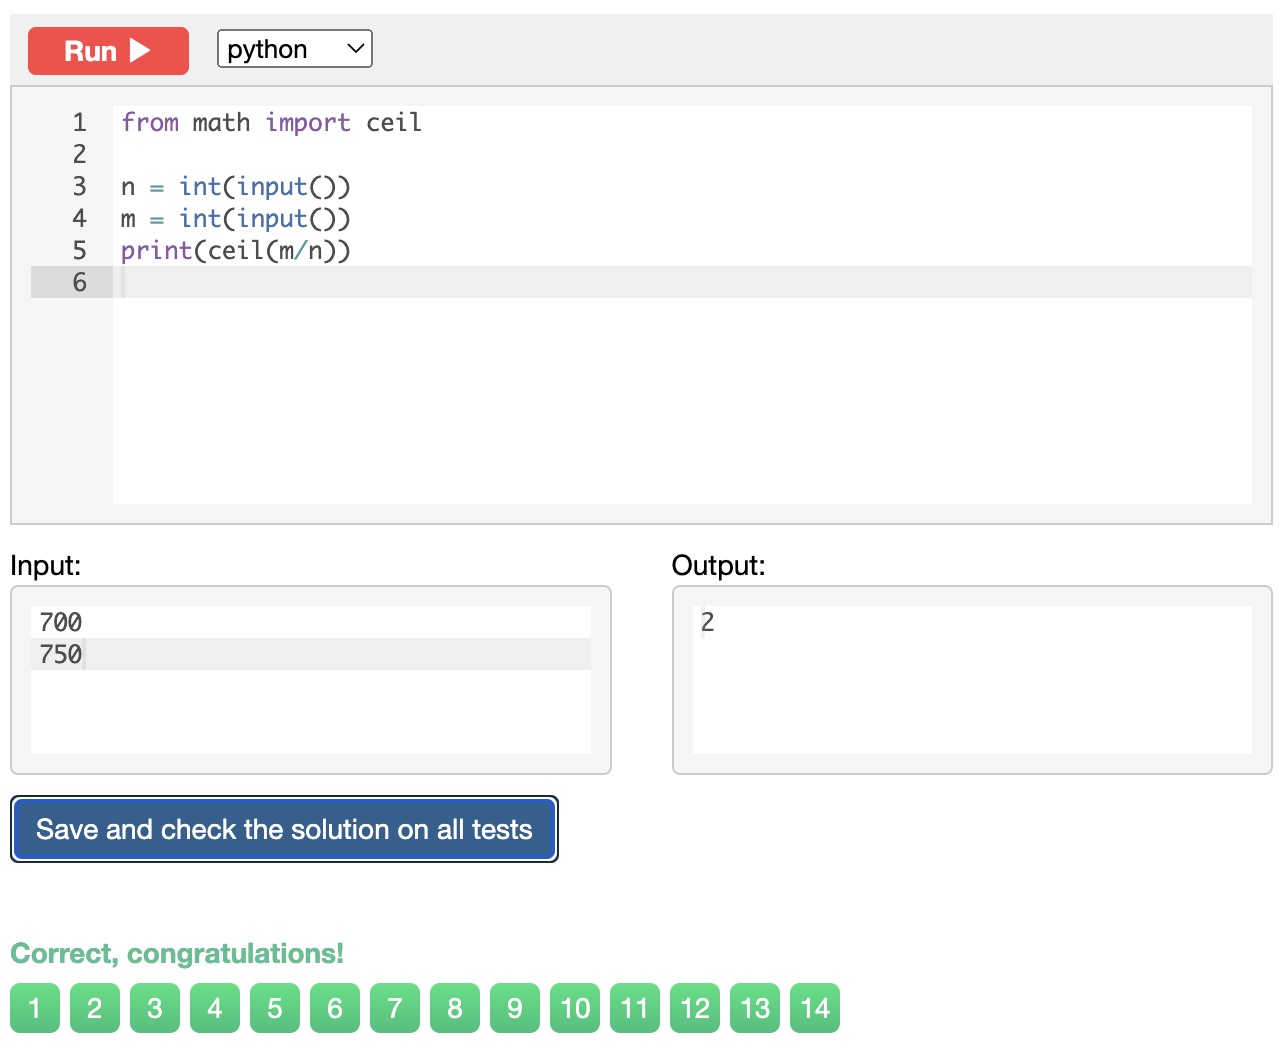 Run python
1 from math import ceil
2
3 n = int(input())
4 m = int(input())
5 print(ceil(m/n))
6
Input: Output:
700 2
750
Save and check the solution on all tests
Correct, congratulations!
1 2 3 4 5 6 7 8 9 10 11 12 13 14